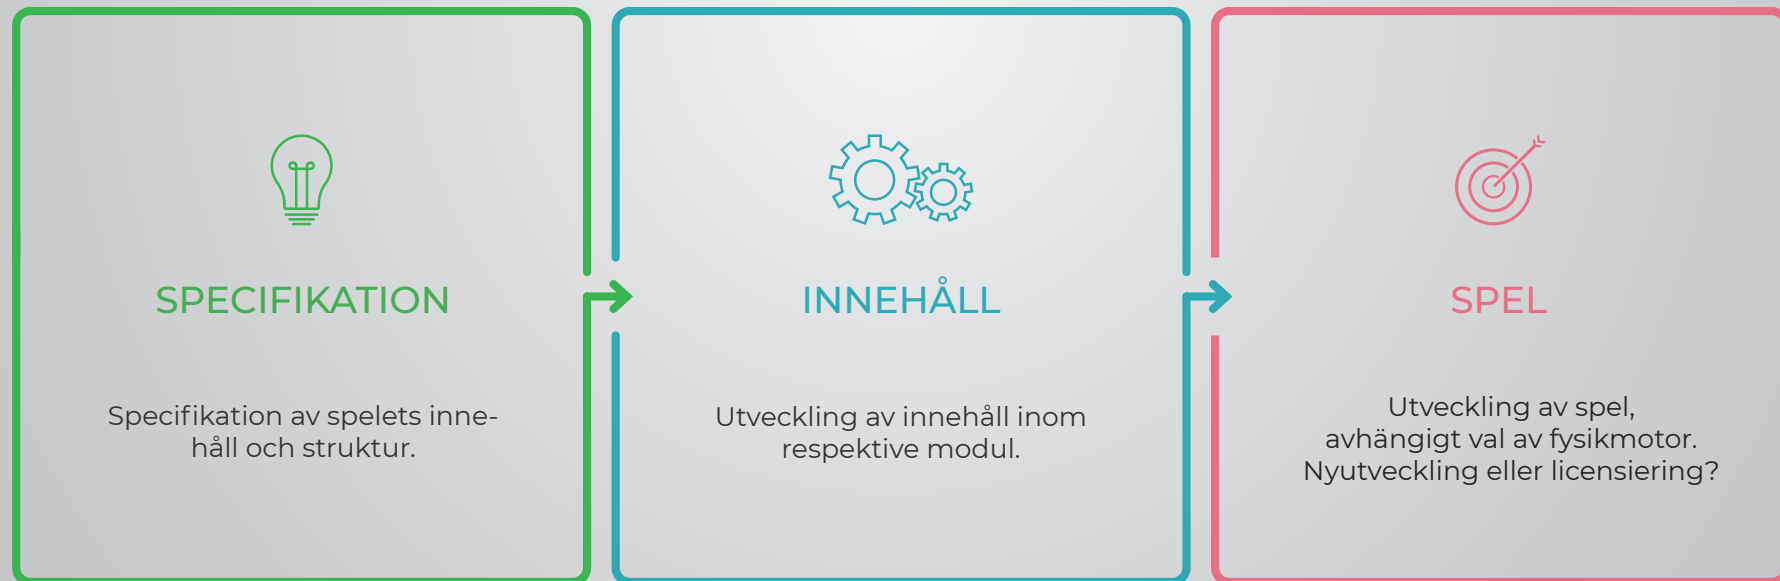 SPECIFIKATION
Specifikation av spelets inne-
håll och struktur.
INNEHÅLL
Utveckling av innehåll inom
respektive modul.
SPEL
Utveckling av spel,
avhängigt val av fysikmotor.
Nyutveckling eller licensiering?